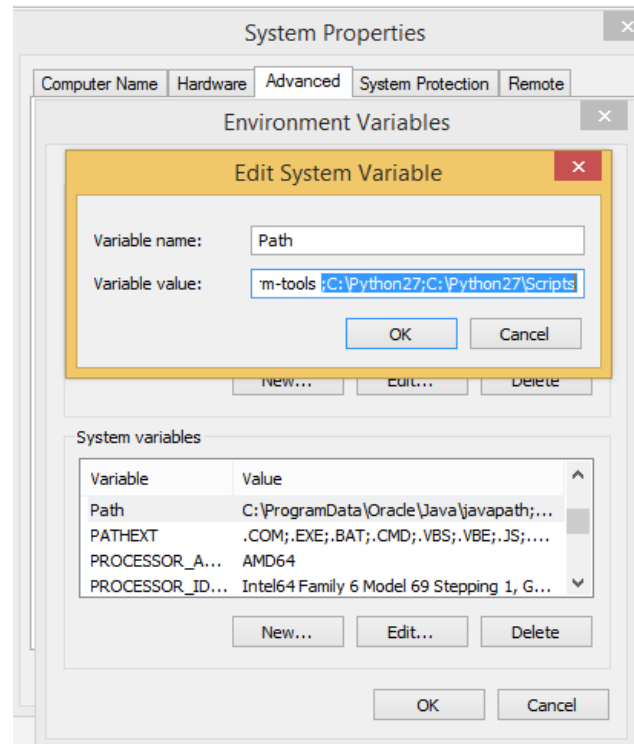 System Properties
Computer Name Hardware Advanced System Protection Remote
Environment Variables
Edit System Variable
Variable name: Path
Variable value: m-tools ;C:\Python27;C:\Python27\Scripts
OK Cancel
New... Edit... Delete
System variables
Variable Value
Path C:\ProgramData\Oracle\Java\javapath;...
PATHEXT .COM;.EXE;.BAT;.CMD;.VBS;.VBE;.JS;....
PROCESSOR_A... AMD64
PROCESSOR_ID... Intel64 Family 6 Model 69 Stepping 1, G...
New... Edit... Delete
OK Cancel